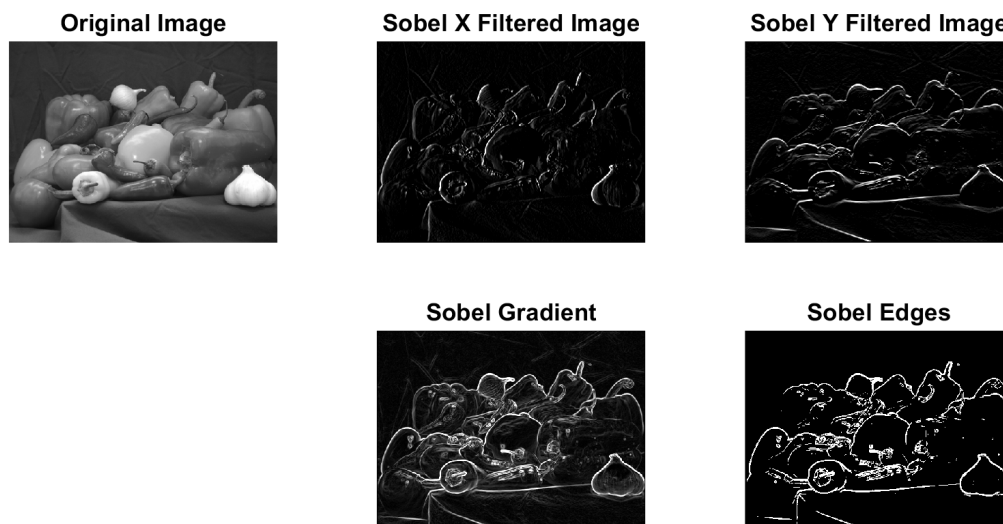 Original Image
Sobel X Filtered Image
Sobel Y Filtered Image
Sobel Gradient
Sobel Edges